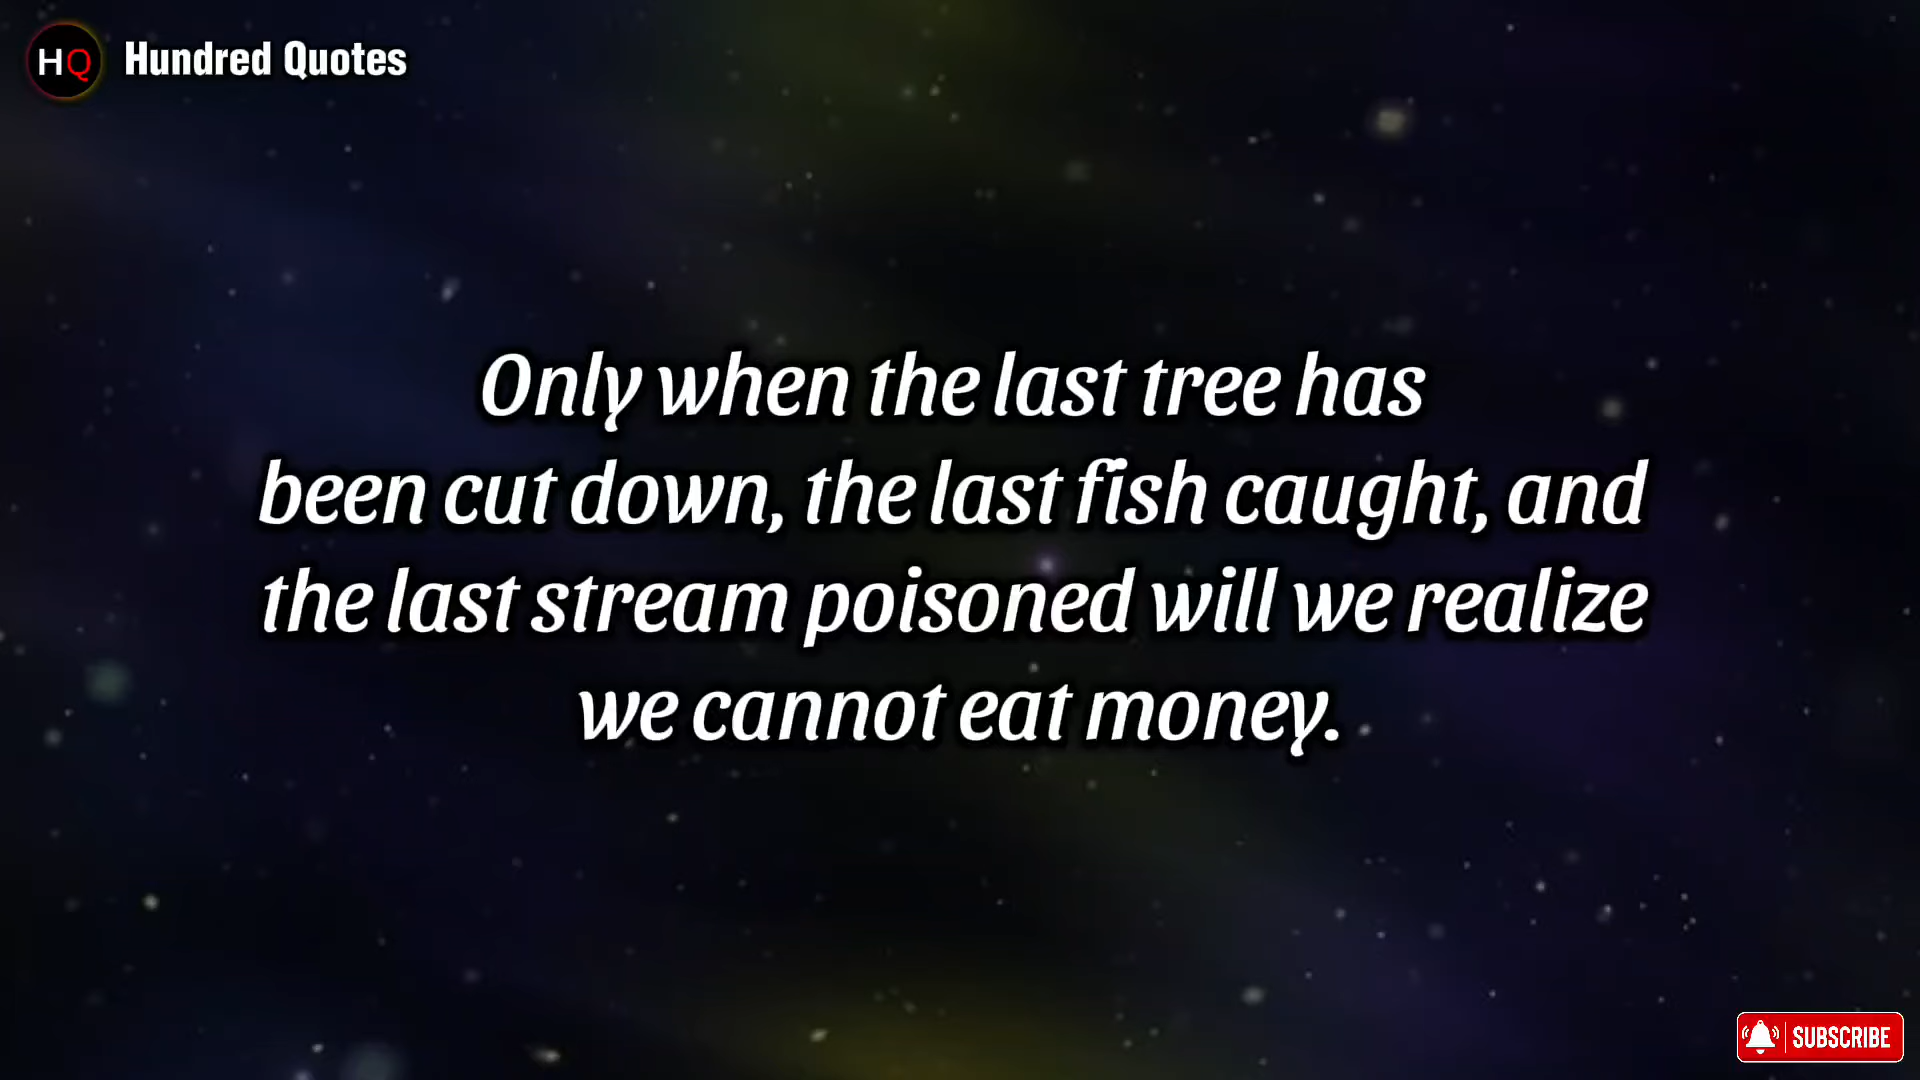 HQ Hundred Quotes
Only when the last tree has
been cut down, the last fish caught, and
the last stream poisoned will we realize
we cannot eat money.
SUBSCRIBE